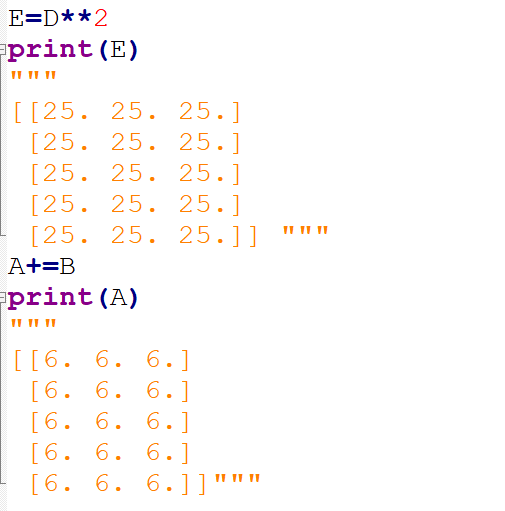 E=D**2
print(E)
"""
[[25. 25. 25.]
 [25. 25. 25.]
 [25. 25. 25.]
 [25. 25. 25.]
 [25. 25. 25.]] """
A+=B
print(A)
"""
[[6. 6. 6.]
 [6. 6. 6.]
 [6. 6. 6.]
 [6. 6. 6.]
 [6. 6. 6.]]"""